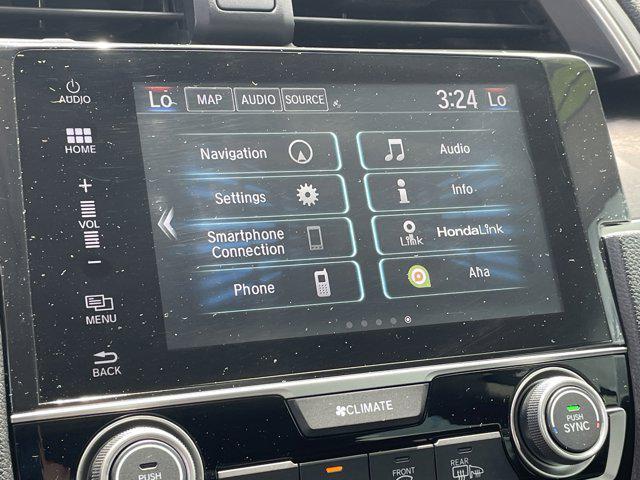 AUDIO
HOME
VOL
MENU
BACK
Lo MAP AUDIO SOURCE 3:24 Lo
Navigation
Audio
Settings
Info
Smartphone
Connection
Link HondaLink
Phone
Aha
CLIMATE
PUSH
FRONT
REAR
PUSH
SYNC